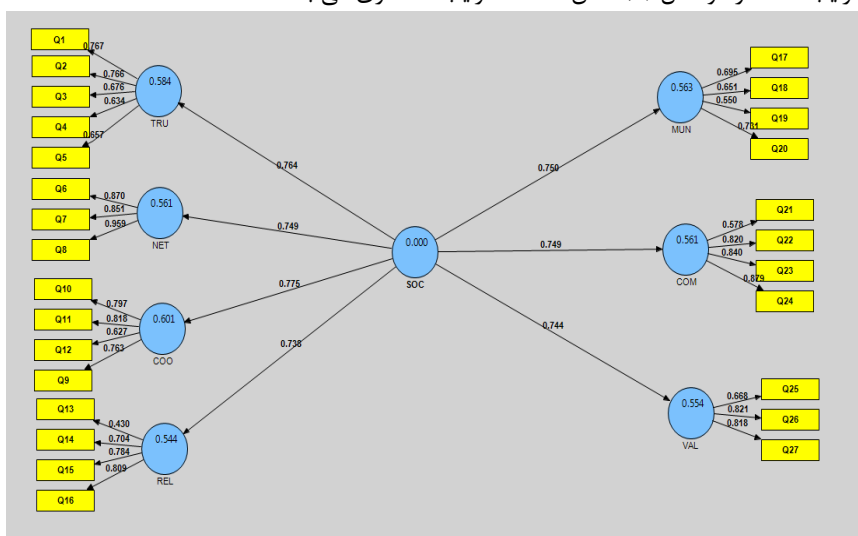 Q1
Q2
Q3
Q4
Q5
0.767
0.766
0.676
0.634
0.657
0.584
TRU
Q6
Q7
Q8
0.870
0.851
0.959
0.561
NET
Q10
Q11
Q12
Q9
0.797
0.818
0.627
0.763
0.601
COO
Q13
Q14
Q15
Q16
0.430
0.704
0.784
0.809
0.544
REL
0.764
0.749
0.775
0.738
0.000
SOC
0.750
0.749
0.744
0.563
MUN
0.695
0.651
0.550
0.731
Q17
Q18
Q19
Q20
0.561
COM
0.578
0.820
0.840
0.879
Q21
Q22
Q23
Q24
0.554
VAL
0.668
0.821
0.818
Q25
Q26
Q27